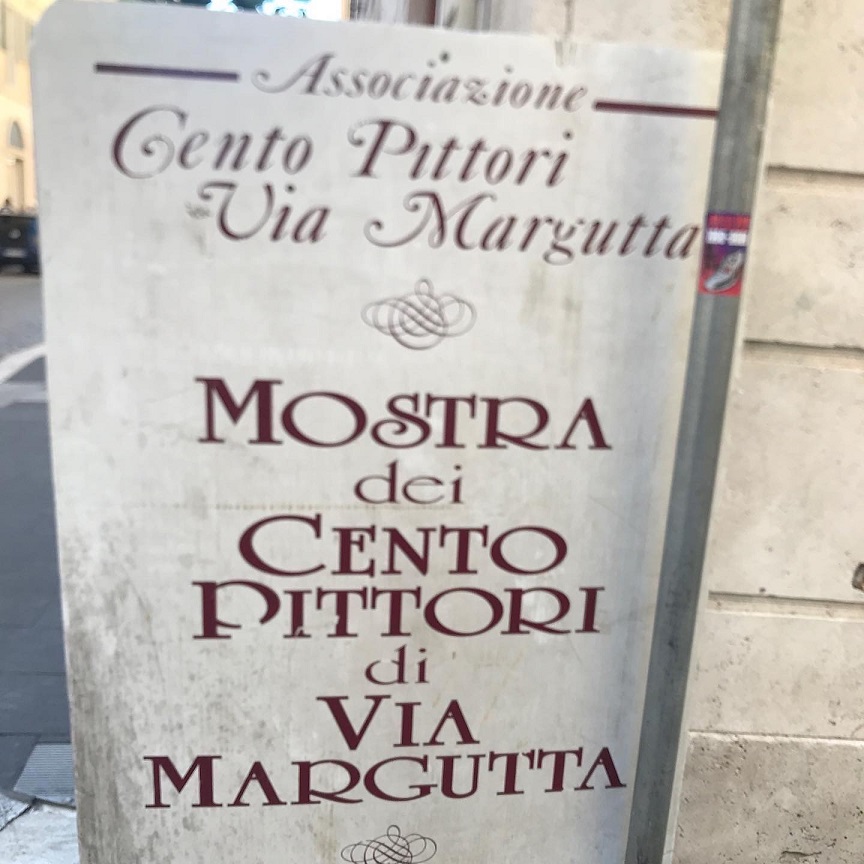 Associazione
Cento Pittori
Via Margutta
MOSTRA
dei
CENTO
PITTORI
di
VIA
MARGUTTA